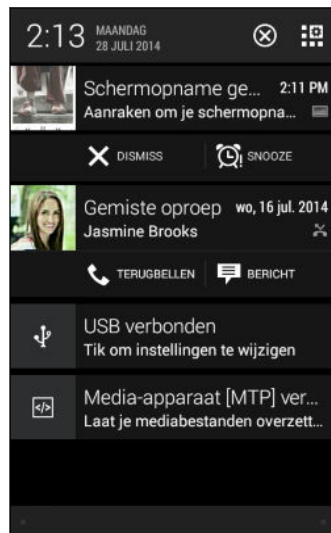 2:13
MAANDAG
28 JULI 2014
Schermopname ge... 2:11 PM
Aanraken om je schermopna...
DISMISS SNOOZE
Gemiste oproep wo, 16 jul. 2014
Jasmine Brooks
TERUGBELLEN BERICHT
USB verbonden
Tik om instellingen te wijzigen
Media-apparaat [MTP] ver...
Laat je mediabestanden overzett...